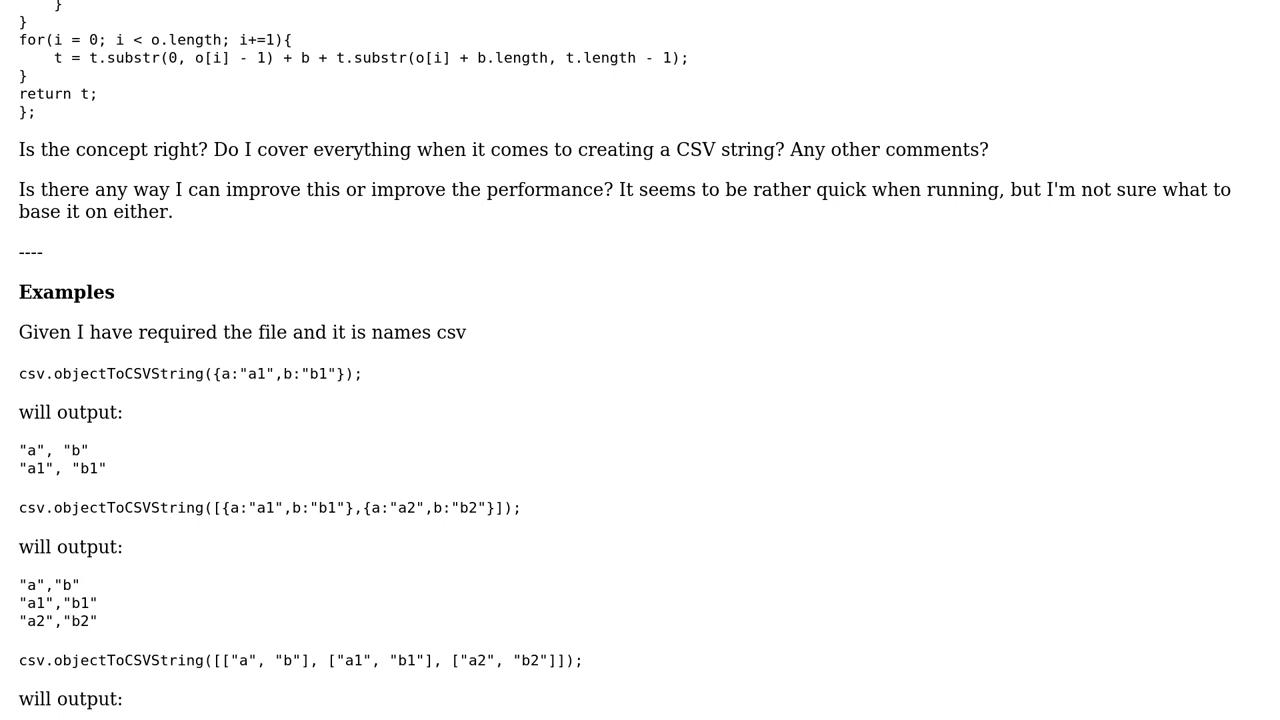 }
}
for(i = 0; i < o.length; i+=1){
    t = t.substr(0, o[i] - 1) + b + t.substr(o[i] + b.length, t.length - 1);
}
return t;
};
Is the concept right? Do I cover everything when it comes to creating a CSV string? Any other comments?
Is there any way I can improve this or improve the performance? It seems to be rather quick when running, but I'm not sure what to
base it on either.
----
Examples
Given I have required the file and it is names csv
csv.objectToCSVString({a:"a1",b:"b1"});
will output:
"a", "b"
"a1", "b1"
csv.objectToCSVString([{a:"a1",b:"b1"},{a:"a2",b:"b2"}]);
will output:
"a","b"
"a1","b1"
"a2","b2"
csv.objectToCSVString([["a", "b"], ["a1", "b1"], ["a2", "b2"]]);
will output: